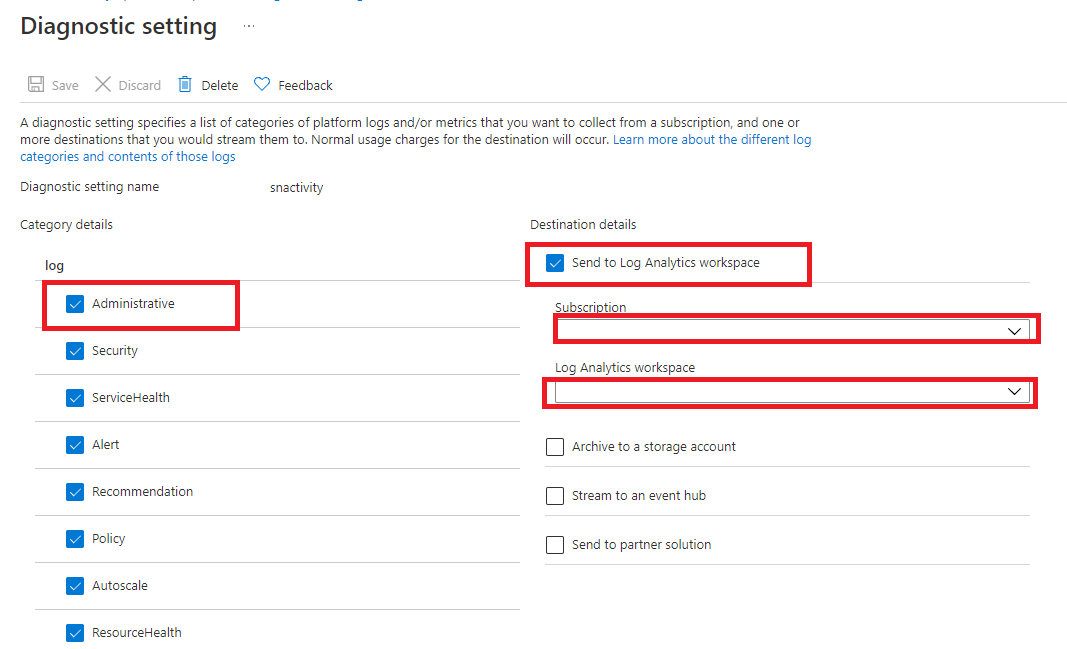 Diagnostic setting ...
Save Discard Delete Feedback
A diagnostic setting specifies a list of categories of platform logs and/or metrics that you want to collect from a subscription, and one or
more destinations that you would stream them to. Normal usage charges for the destination will occur. Learn more about the different log
categories and contents of those logs
Diagnostic setting name snactivity
Category details
log
Administrative
Security
ServiceHealth
Alert
Recommendation
Policy
Autoscale
ResourceHealth
Destination details
Send to Log Analytics workspace
Subscription
Log Analytics workspace
Archive to a storage account
Stream to an event hub
Send to partner solution